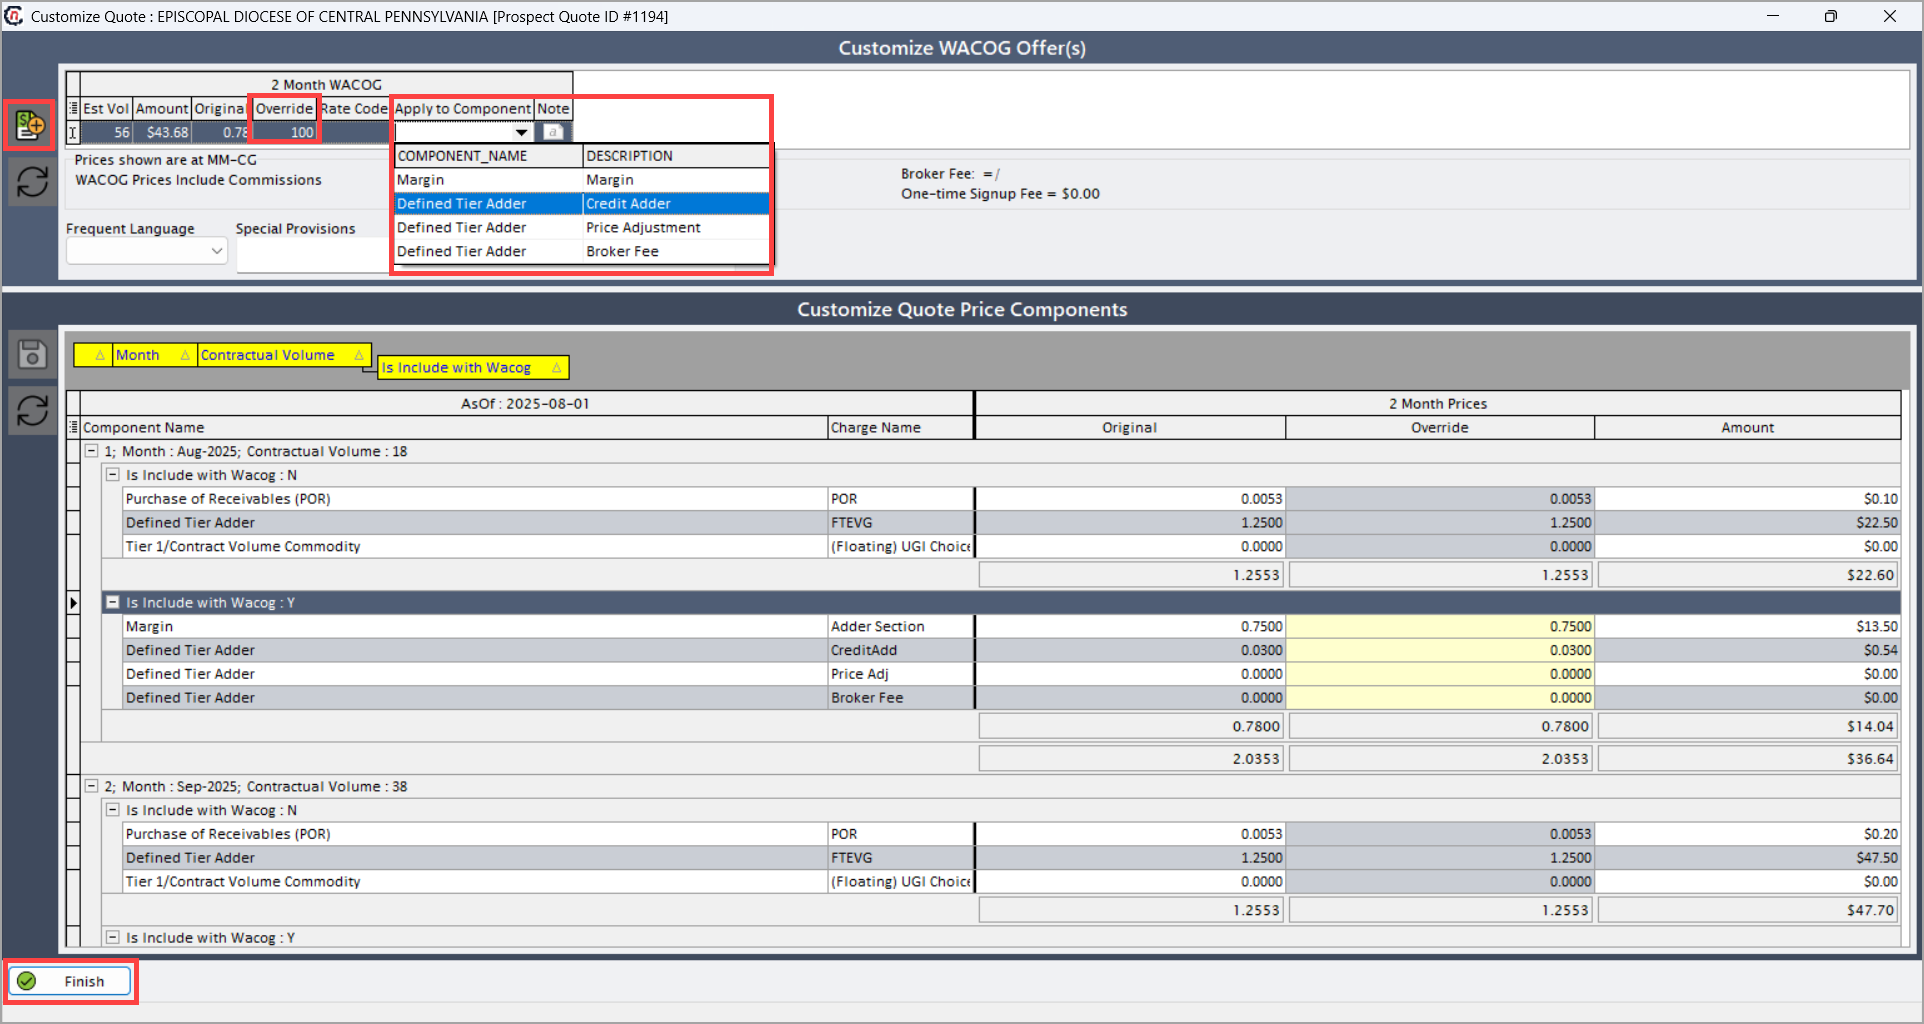 Customize Quote : EPISCOPAL DIOCESE OF CENTRAL PENNSYLVANIA [Prospect Quote ID #1194]
Customize WACOG Offer(s)
2 Month WACOG
Est Vol Amount Original Override Rate Code Apply to Component Note
56 $43.68 0.78 100
COMPONENT_NAME DESCRIPTION
Margin Margin
Defined Tier Adder Credit Adder
Defined Tier Adder Price Adjustment
Defined Tier Adder Broker Fee
Prices shown are at MM-CG
WACOG Prices Include Commissions
Broker Fee: =/
One-time Signup Fee = $0.00
Frequent Language Special Provisions
Customize Quote Price Components
Month Contractual Volume
Is Include with Wacog
AsOf : 2025-08-01 2 Month Prices
Component Name Charge Name Original Override Amount
1; Month : Aug-2025; Contractual Volume : 18
Is Include with Wacog : N
Purchase of Receivables (POR) POR 0.0053 0.0053 $0.10
Defined Tier Adder FTEVG 1.2500 1.2500 $22.50
Tier 1/Contract Volume Commodity (Floating) UGI Choice 0.0000 0.0000 $0.00
1.2553 1.2553 $22.60
Is Include with Wacog : Y
Margin Adder Section 0.7500 0.7500 $13.50
Defined Tier Adder CreditAdd 0.0300 0.0300 $0.54
Defined Tier Adder Price Adj 0.0000 0.0000 $0.00
Defined Tier Adder Broker Fee 0.0000 0.0000 $0.00
0.7800 0.7800 $14.04
2.0353 2.0353 $36.64
2; Month : Sep-2025; Contractual Volume : 38
Is Include with Wacog : N
Purchase of Receivables (POR) POR 0.0053 0.0053 $0.20
Defined Tier Adder FTEVG 1.2500 1.2500 $47.50
Tier 1/Contract Volume Commodity (Floating) UGI Choice 0.0000 0.0000 $0.00
1.2553 1.2553 $47.70
Is Include with Wacog : Y
Finish